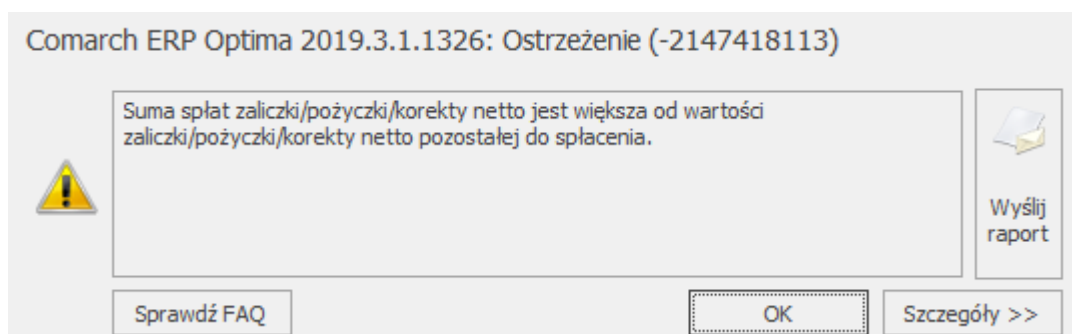 Comarch ERP Optima 2019.3.1.1326: Ostrzeżenie (-2147418113)
Suma spłat zaliczki/pożyczki/korekty netto jest większa od wartości
zaliczki/pożyczki/korekty netto pozostałej do spłacenia.
Wyślij
raport
Sprawdź FAQ
OK
Szczegóły >>